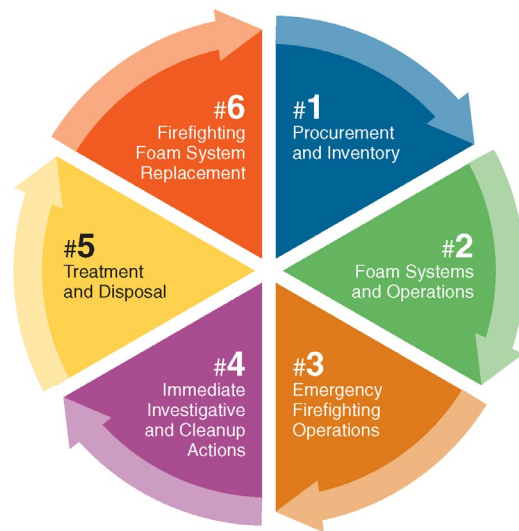 #1
Procurement
and Inventory
#2
Foam Systems
and Operations
#3
Emergency
Firefighting
Operations
#4
Immediate
Investigative
and Cleanup
Actions
#5
Treatment
and Disposal
#6
Firefighting
Foam System
Replacement